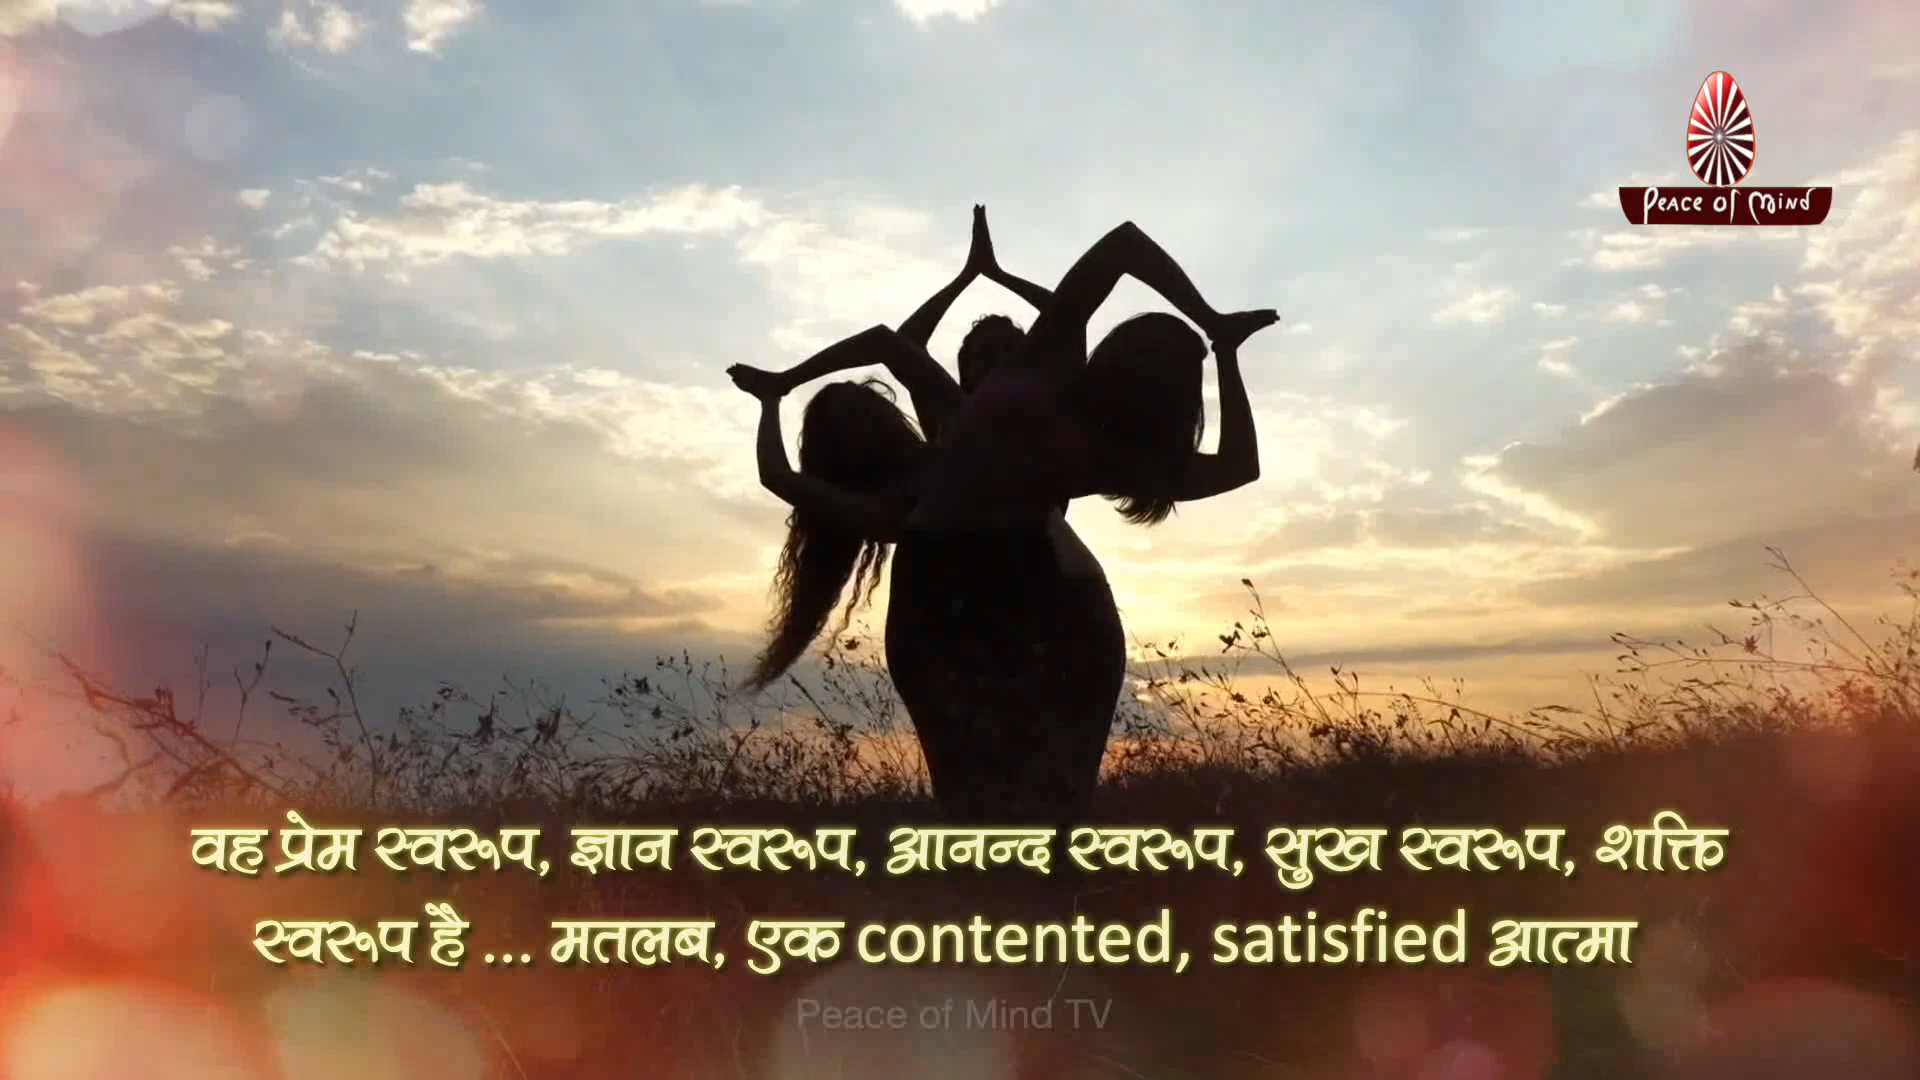 Peace of Mind
वह प्रेम स्वरूप, ज्ञान स्वरूप, आनन्द स्वरूप, सुख स्वरूप, शक्ति
स्वरूप है ... मतलब, एक contented, satisfied आत्मा
Peace of Mind TV